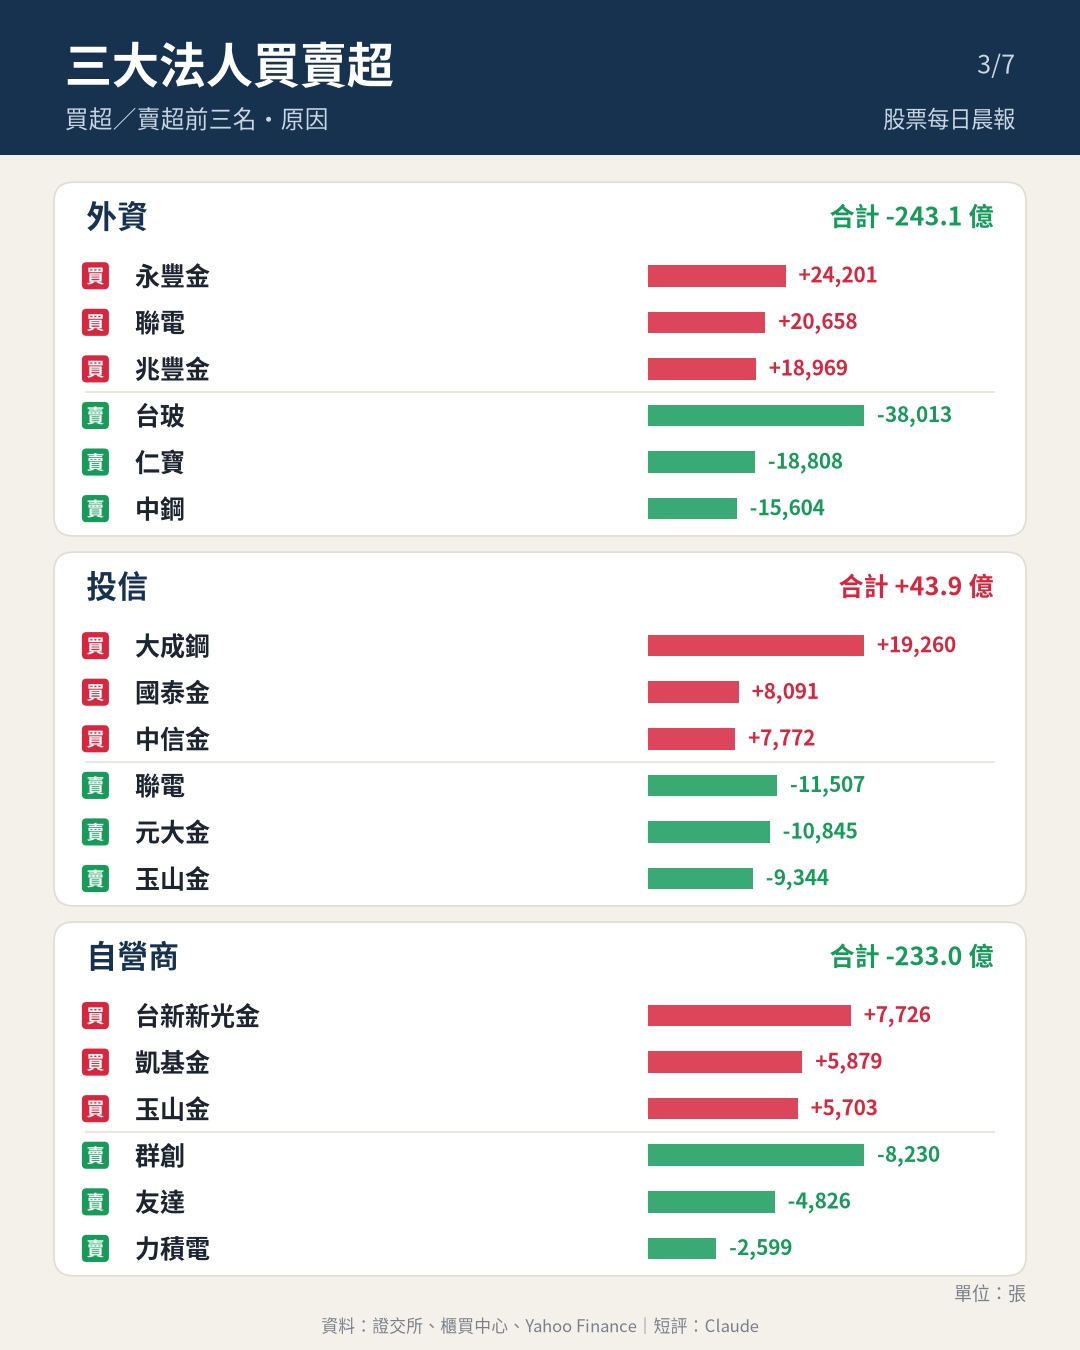 三大法人買賣超
3/7
買超／賣超前三名・原因
股票每日晨報
外資
合計 -243.1 億
買 永豐金 +24,201
買 聯電 +20,658
買 兆豐金 +18,969
賣 台玻 -38,013
賣 仁寶 -18,808
賣 中鋼 -15,604
投信
合計 +43.9 億
買 大成鋼 +19,260
買 國泰金 +8,091
買 中信金 +7,772
賣 聯電 -11,507
賣 元大金 -10,845
賣 玉山金 -9,344
自營商
合計 -233.0 億
買 台新新光金 +7,726
買 凱基金 +5,879
買 玉山金 +5,703
賣 群創 -8,230
賣 友達 -4,826
賣 力積電 -2,599
單位：張
資料：證交所、櫃買中心、Yahoo Finance｜短評：Claude